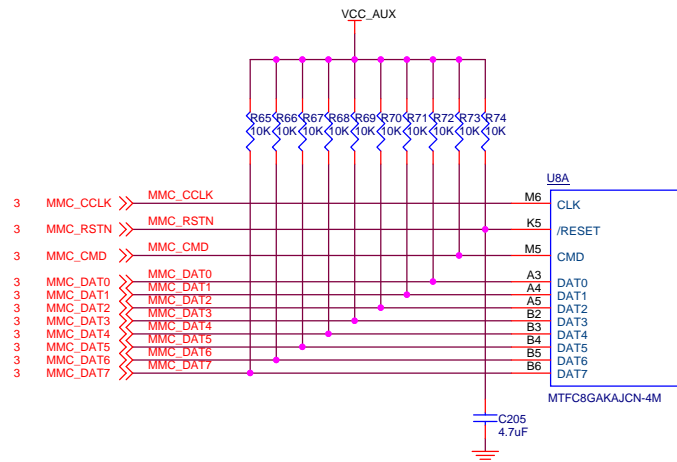 VCC_AUX
R65 R66 R67 R68 R69 R70 R71 R72 R73 R74
10K 10K 10K 10K 10K 10K 10K 10K 10K 10K
U8A
3 MMC_CCLK MMC_CCLK M6 CLK
3 MMC_RSTN MMC_RSTN K5 /RESET
3 MMC_CMD MMC_CMD M5 CMD
3 MMC_DAT0 MMC_DAT0 A3 DAT0
3 MMC_DAT1 MMC_DAT1 A4 DAT1
3 MMC_DAT2 MMC_DAT2 A5 DAT2
3 MMC_DAT3 MMC_DAT3 B2 DAT3
3 MMC_DAT4 MMC_DAT4 B3 DAT4
3 MMC_DAT5 MMC_DAT5 B4 DAT5
3 MMC_DAT6 MMC_DAT6 B5 DAT6
3 MMC_DAT7 MMC_DAT7 B6 DAT7
MTFC8GAKAJCN-4M
C205
4.7uF